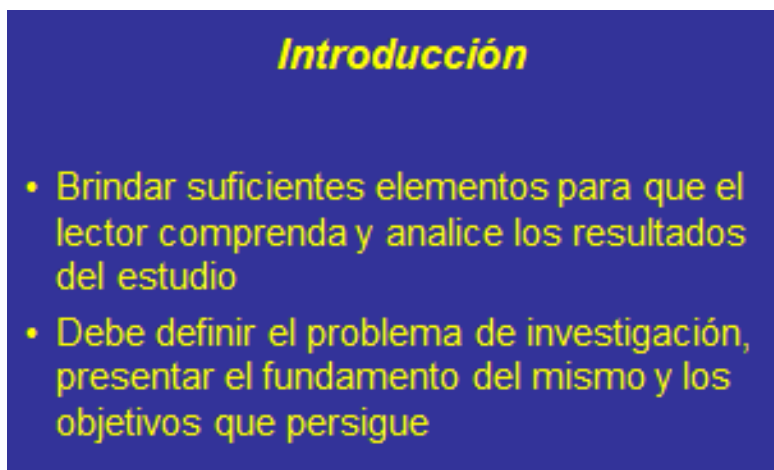 Introducción
• Brindar suficientes elementos para que el
lector comprenda y analice los resultados
del estudio
• Debe definir el problema de investigación,
presentar el fundamento del mismo y los
objetivos que persigue